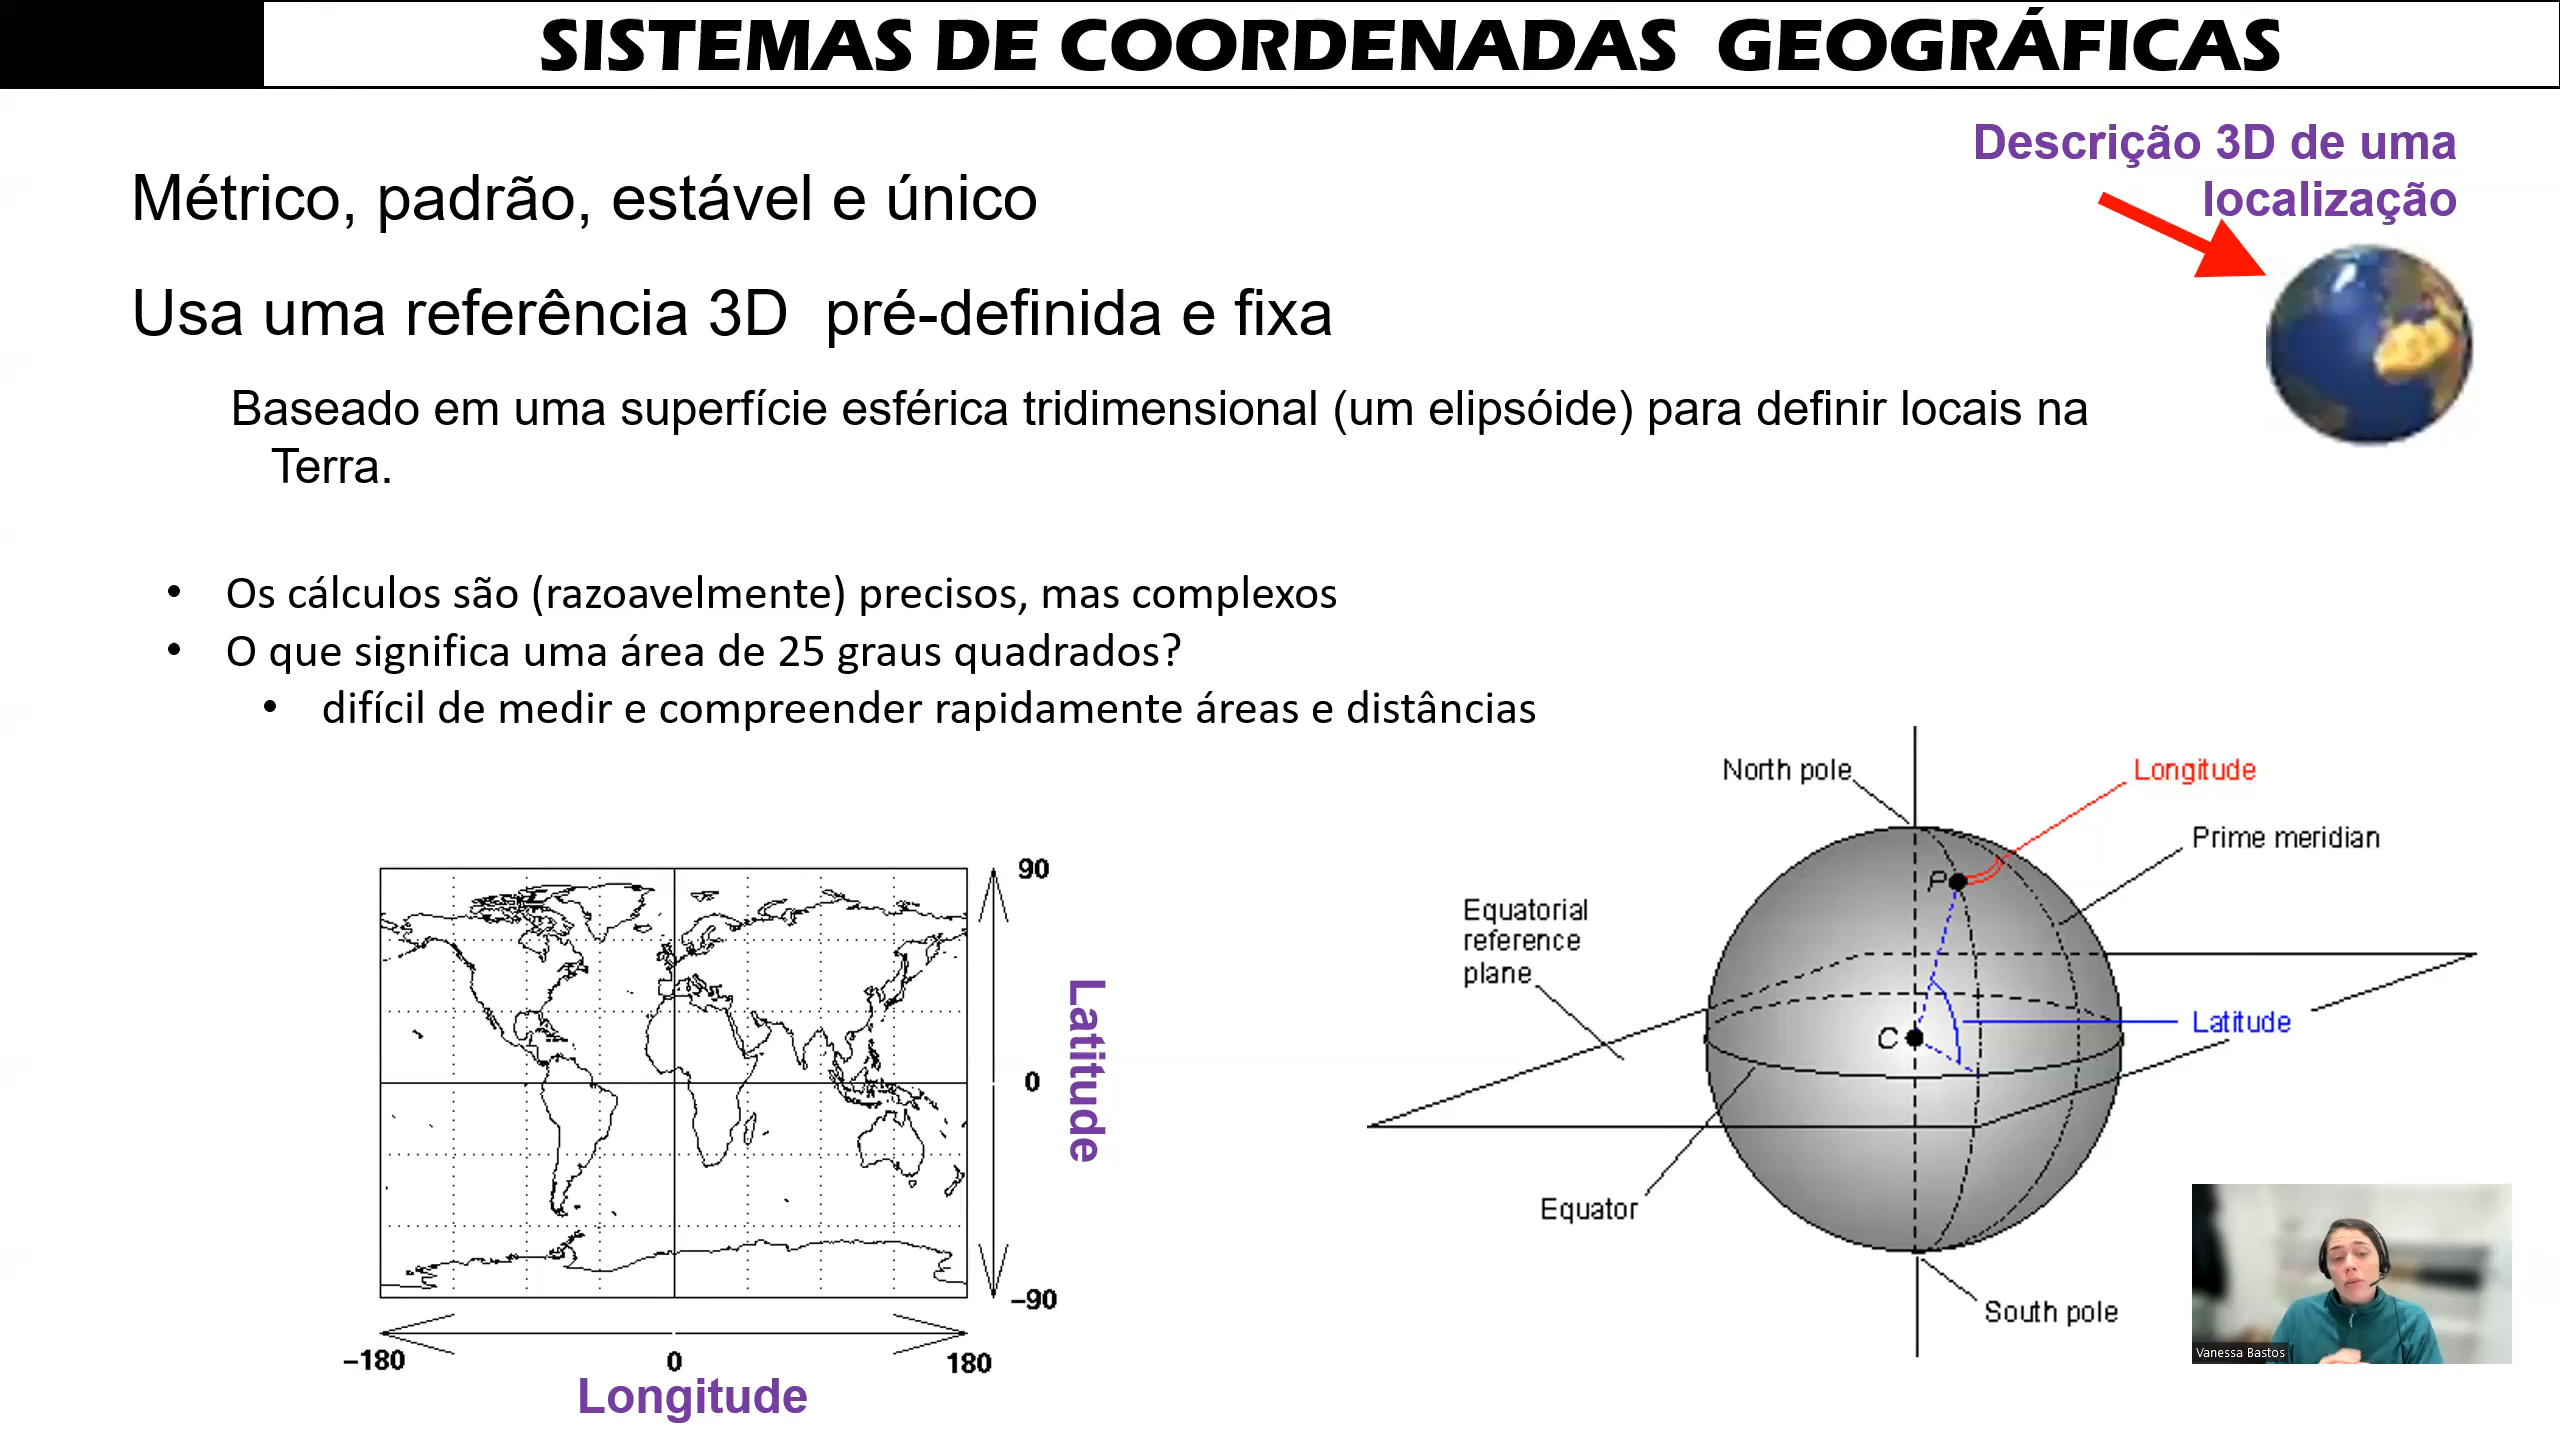 SISTEMAS DE COORDENADAS  GEOGRÁFICAS
Descrição 3D de uma
localização
Métrico, padrão, estável e único
Usa uma referência 3D  pré-definida e fixa
Baseado em uma superfície esférica tridimensional (um elipsóide) para definir locais na
Terra.
• Os cálculos são (razoavelmente) precisos, mas complexos
• O que significa uma área de 25 graus quadrados?
• difícil de medir e compreender rapidamente áreas e distâncias
90
Latitude
0
−90
−180
0
180
Longitude
North pole
Longitude
Prime meridian
P
Equatorial
reference
plane
C
Latitude
Equator
South pole
Vanessa Bastos